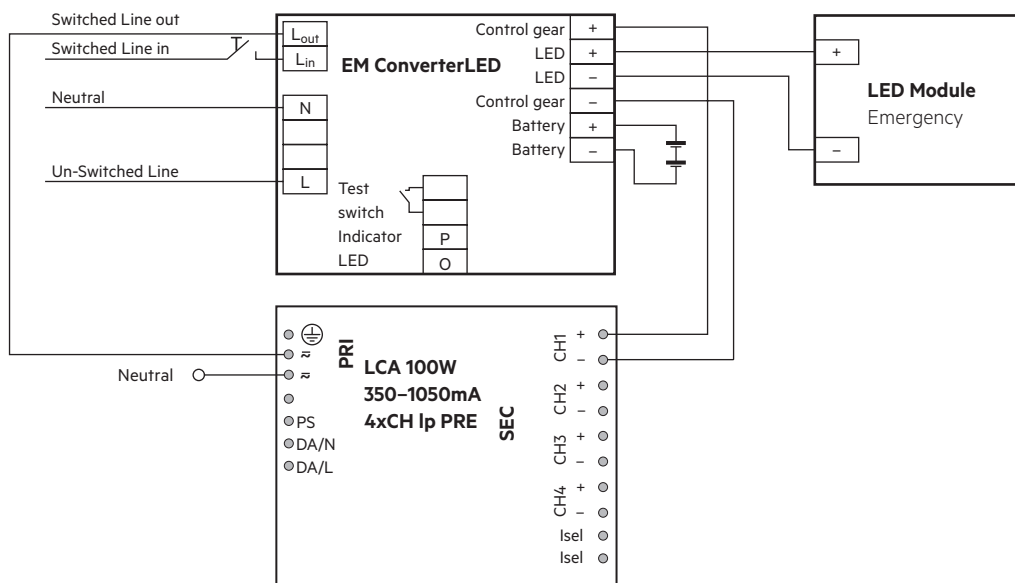 Switched Line out
Switched Line in
Neutral
Un-Switched Line
Lout
Lin
N
L
EM ConverterLED
Control gear +
LED +
LED –
Control gear –
Battery +
Battery –
Test
switch
Indicator P
LED O
+
–
LED Module
Emergency
Neutral
PS
DA/N
DA/L
PRI
LCA 100W
350–1050mA
4xCH lp PRE
SEC
CH1 + –
CH2 + –
CH3 + –
CH4 + –
Isel
Isel